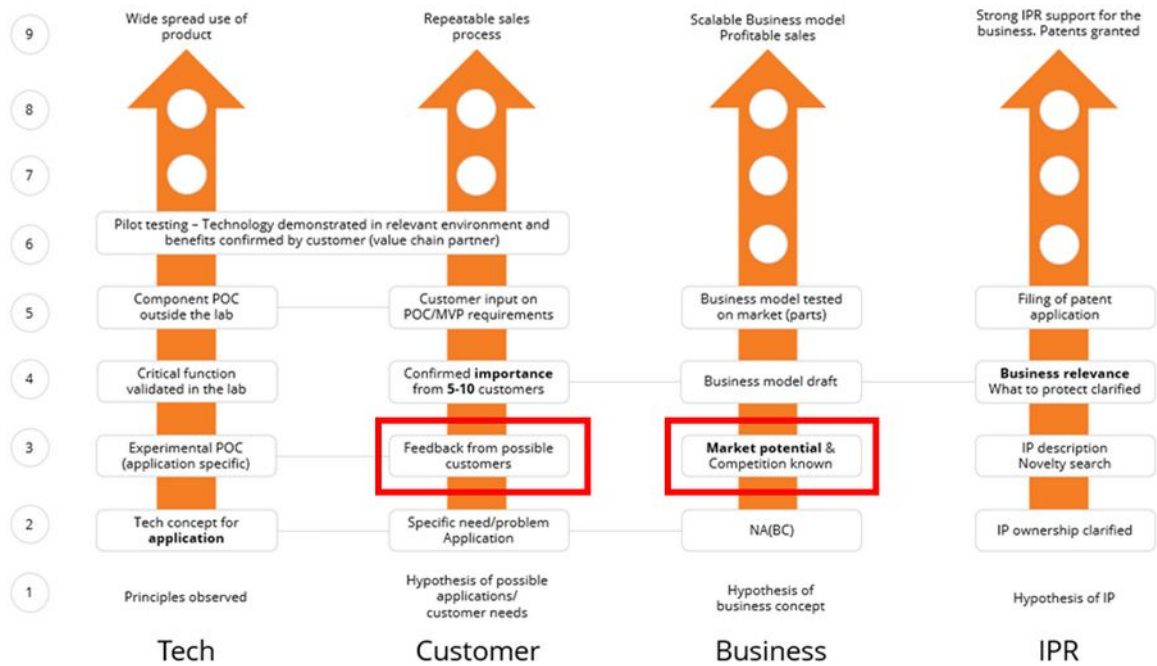 9
Wide spread use of
product
Repeatable sales
process
Scalable Business model
Profitable sales
Strong IPR support for the
business. Patents granted
8
7
6
Pilot testing – Technology demonstrated in relevant environment and
benefits confirmed by customer (value chain partner)
5
Component POC
outside the lab
Customer input on
POC/MVP requirements
Business model tested
on market (parts)
Filing of patent
application
4
Critical function
validated in the lab
Confirmed importance
from 5-10 customers
Business model draft
Business relevance
What to protect clarified
3
Experimental POC
(application specific)
Feedback from possible
customers
Market potential &
Competition known
IP description
Novelty search
2
Tech concept for
application
Specific need/problem
Application
NA(BC)
IP ownership clarified
1
Principles observed
Hypothesis of possible
applications/
customer needs
Hypothesis of
business concept
Hypothesis of IP
Tech
Customer
Business
IPR